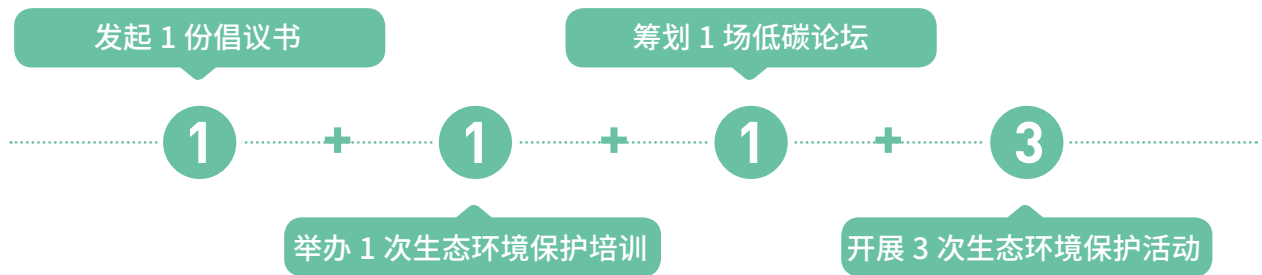 发起 1 份倡议书
筹划 1 场低碳论坛
1 + 1 + 1 + 3
举办 1 次生态环境保护培训
开展 3 次生态环境保护活动